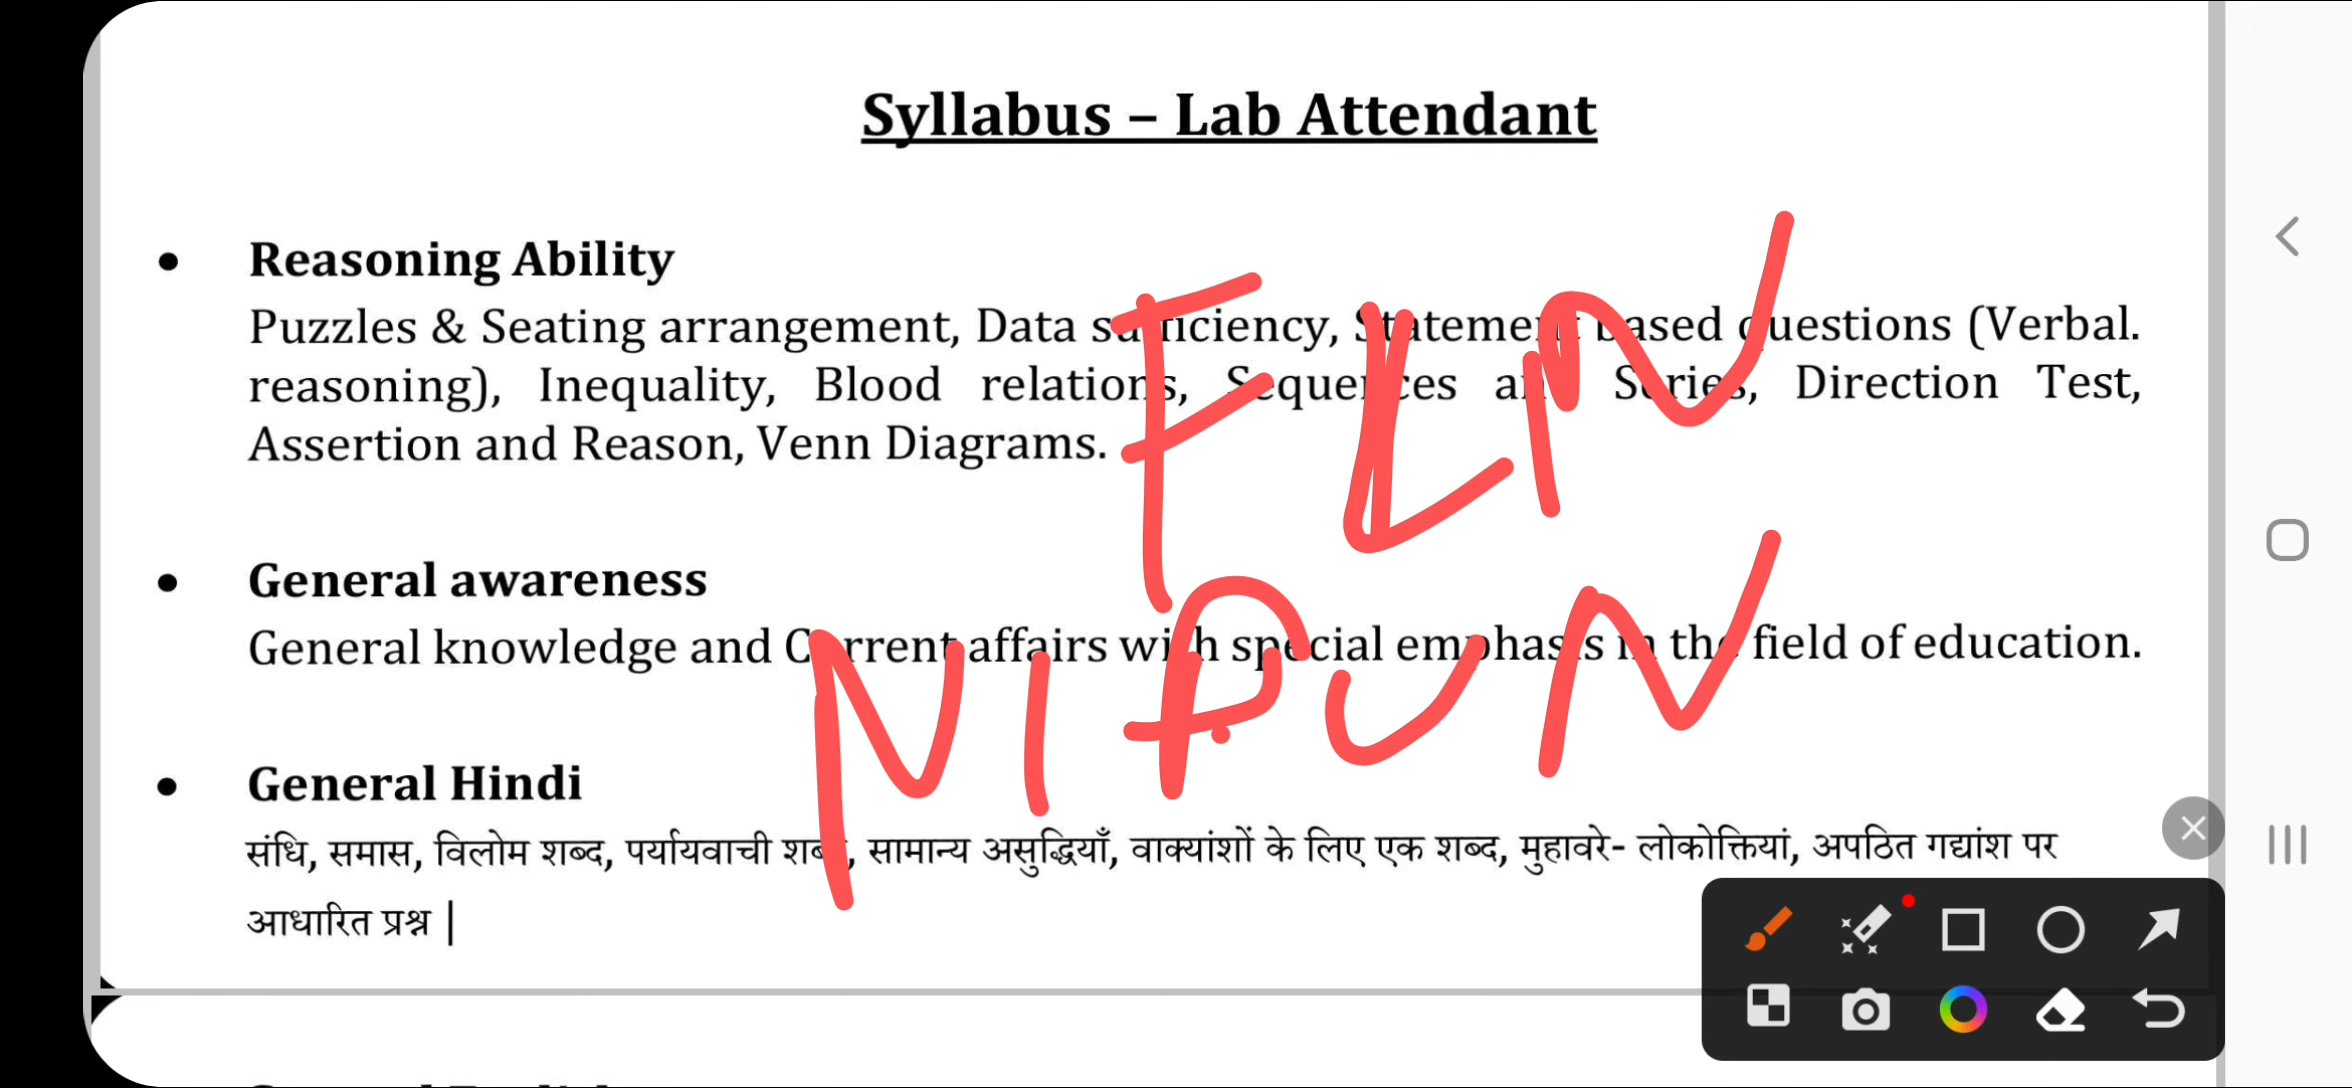 Syllabus – Lab Attendant
• Reasoning Ability
Puzzles & Seating arrangement, Data sufficiency, Statement based questions (Verbal.
reasoning), Inequality, Blood relations, Sequences and Series, Direction Test,
Assertion and Reason, Venn Diagrams.
FLN
• General awareness
General knowledge and Current affairs with special emphasis in the field of education.
NIPUN
• General Hindi
संधि, समास, विलोम शब्द, पर्यायवाची शब्द, सामान्य असुद्धियाँ, वाक्यांशों के लिए एक शब्द, मुहावरे- लोकोक्तियां, अपठित गद्यांश पर
आधारित प्रश्न |